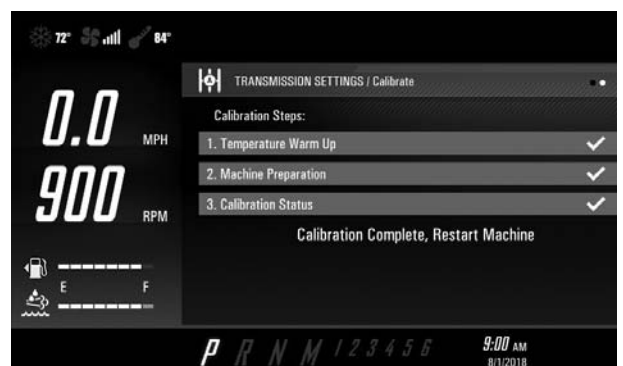 72° 84°
TRANSMISSION SETTINGS / Calibrate
Calibration Steps:
0.0 MPH
1. Temperature Warm Up
2. Machine Preparation
900 RPM
3. Calibration Status
Calibration Complete, Restart Machine
E F
P R N M 1 2 3 4 5 6
9:00 AM
8/1/2018